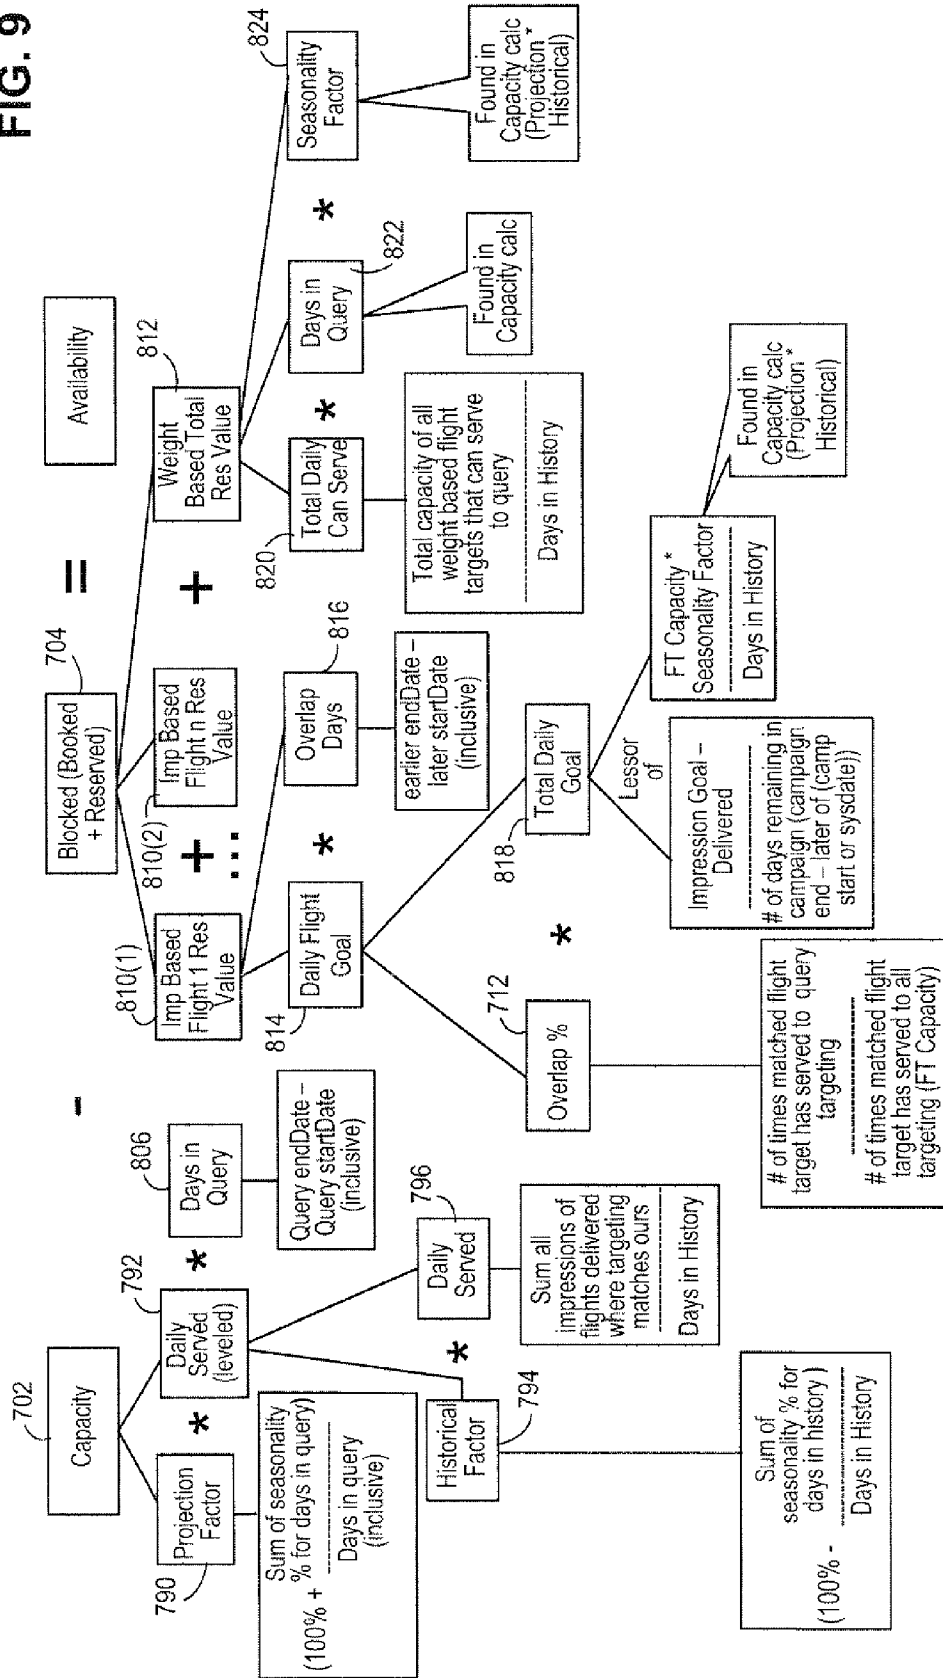 FIG. 9
702
Capacity
-
704
Blocked (Booked
+ Reserved)
=
Availability
790
Projection
Factor
*
792
Daily
Served
(leveled)
*
806
Days in
Query
810(1)
Imp Based
Flight 1 Res
Value
+
...
810(2)
Imp Based
Flight n Res
Value
+
812
Weight
Based Total
Res Value
Sum of seasonality
(100% + % for days in query)
Days in query
(inclusive)
Query endDate –
Query startDate
(inclusive)
814
Daily Flight
Goal
*
816
Overlap
Days
820
Total Daily
Can Serve
*
822
Days in
Query
*
824
Seasonality
Factor
794
Historical
Factor
*
796
Daily
Served
earlier endDate –
later startDate
(inclusive)
Total capacity of all
weight based flight
targets that can serve
to query
Days in History
Found in
Capacity calc
Found in
Capacity calc
(Projection *
Historical)
Sum all
impressions of
flights delivered
where targeting
matches ours
Days in History
712
Overlap %
*
818
Total Daily
Goal
Lessor
of
Sum of
seasonality % for
(100% - days in history )
Days in History
# of times matched flight
target has served to query
targeting
# of times matched flight
target has served to all
targeting (FT Capacity)
Impression Goal –
Delivered
# of days remaining in
campaign (campaign
end – later of (camp
start or sysdate))
FT Capacity *
Seasonality Factor
Days in History
Found in
Capacity calc
(Projection *
Historical)